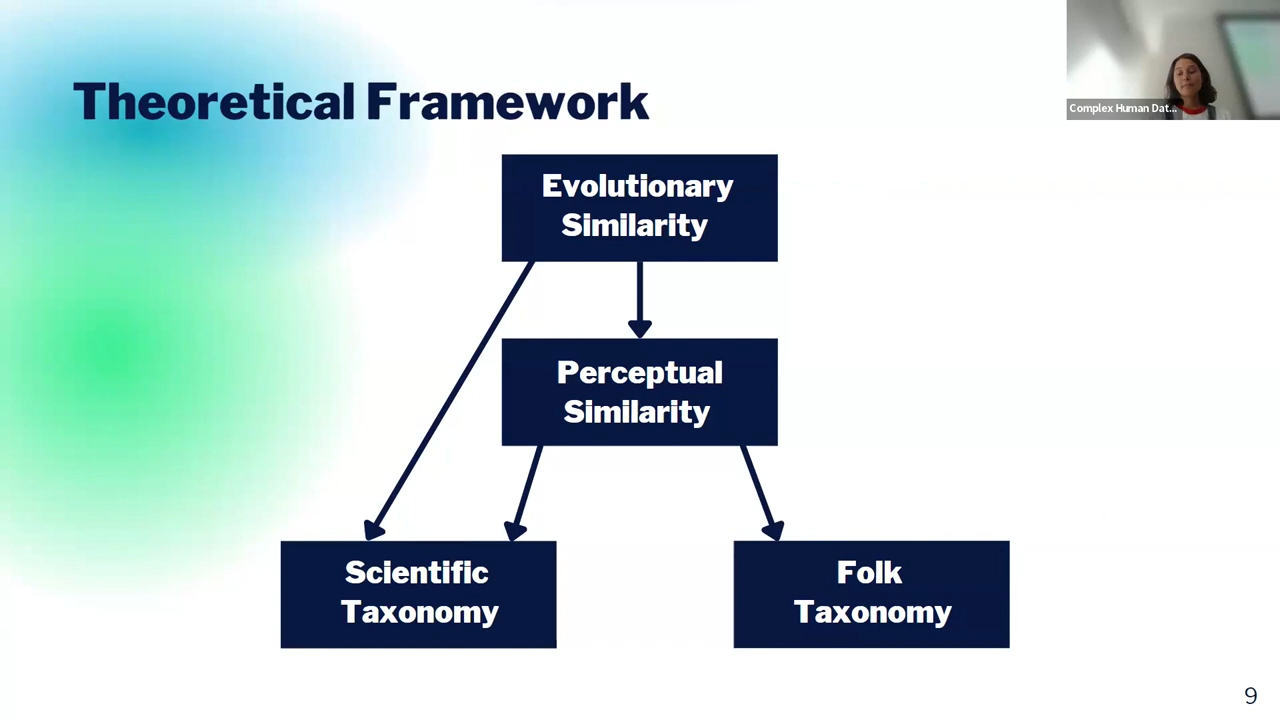 Theoretical Framework
Complex Human Dat...
Evolutionary
Similarity
Perceptual
Similarity
Scientific
Taxonomy
Folk
Taxonomy
9